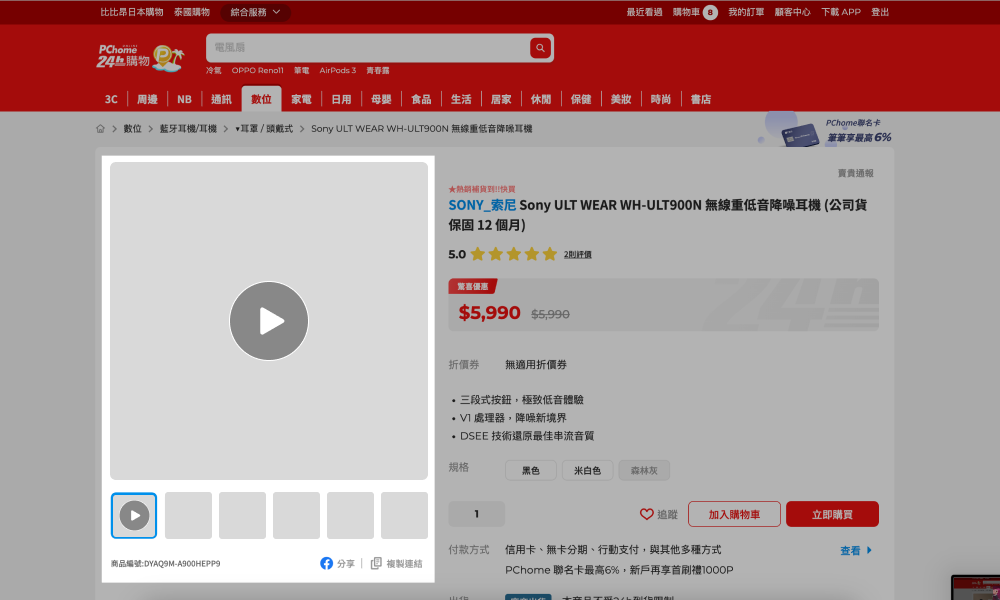 比比昂日本購物 泰國購物 綜合服務 最近看過 購物車 8 我的訂單 顧客中心 下載 APP 登出
ONLINE
PChome
24h購物
電風扇
冷氣 OPPO Reno11 筆電 AirPods 3 青春露
3C 周邊 NB 通訊 數位 家電 日用 母嬰 食品 生活 居家 休閒 保健 美妝 時尚 書店
數位 > 藍牙耳機/耳機 > ▾耳罩 / 頭戴式 > Sony ULT WEAR WH-ULT900N 無線重低音降噪耳機
PChome聯名卡
筆筆享最高6%
賣貴通報
★熱銷補貨到!!快買
SONY_索尼 Sony ULT WEAR WH-ULT900N 無線重低音降噪耳機 (公司貨
保固 12 個月)
5.0 2則評價
驚喜優惠
$5,990 $5,990
24h
折價券 無適用折價券
• 三段式按鈕,極致低音體驗
• V1 處理器,降噪新境界
• DSEE 技術還原最佳串流音質
規格 黑色 米白色 森林灰
1 追蹤 加入購物車 立即購買
付款方式 信用卡、無卡分期、行動支付,與其他多種方式 查看
PChome 聯名卡最高6%,新戶再享首刷禮1000P
商品編號:DYAQ9M-A900HEPP9 分享 複製連結